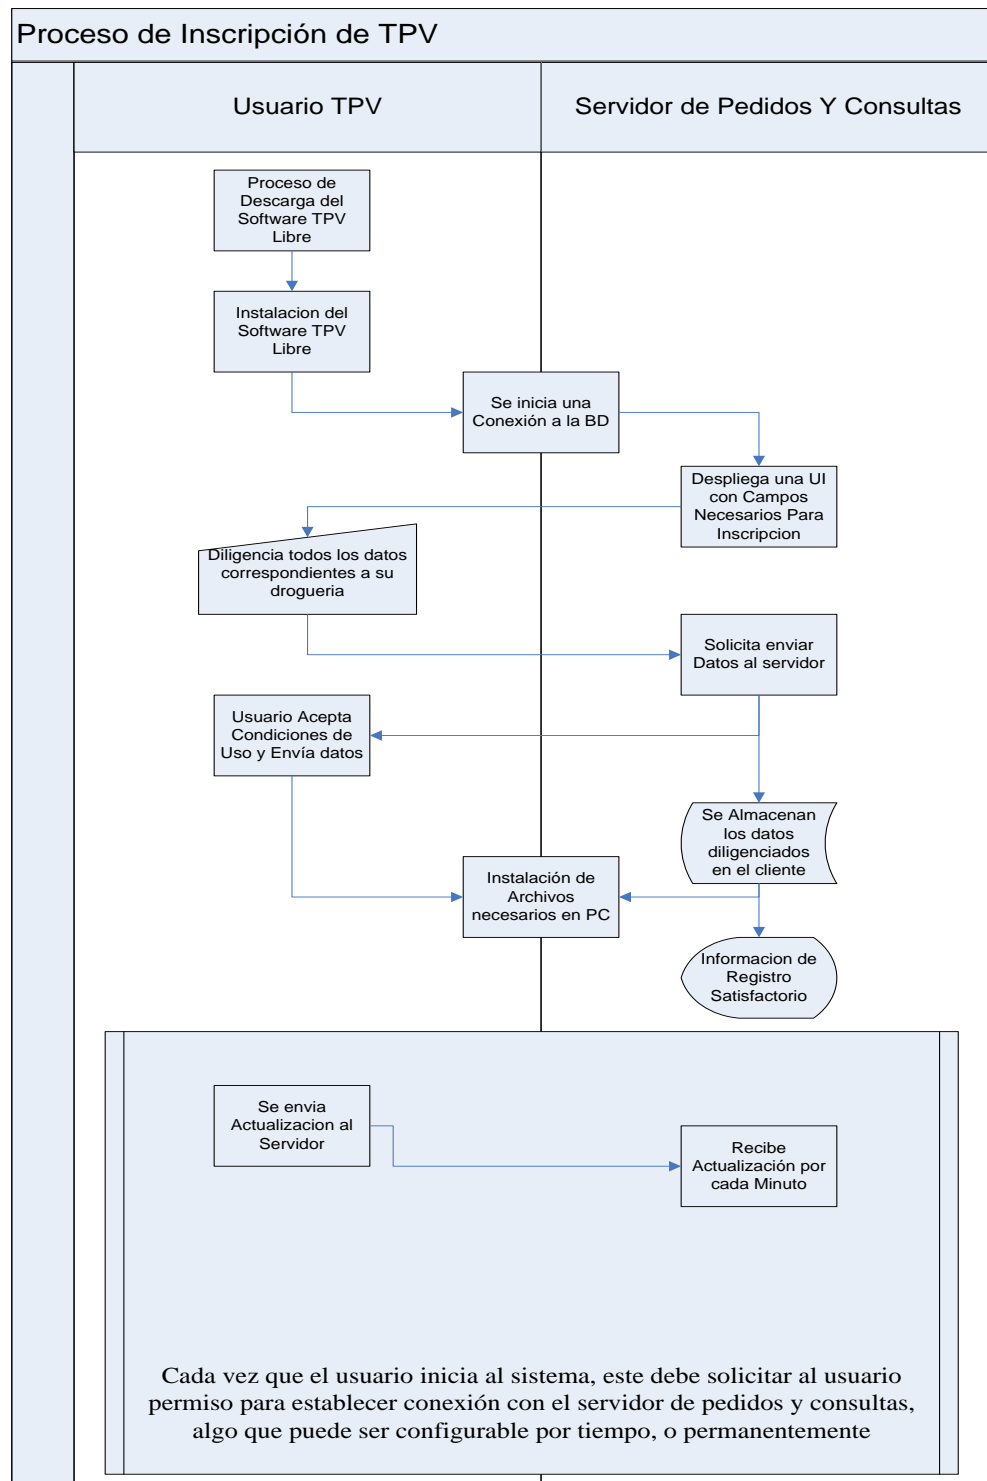 Proceso de Inscripción de TPV
Usuario TPV
Servidor de Pedidos Y Consultas
Proceso de
Descarga del
Software TPV
Libre
Instalacion del
Software TPV
Libre
Se inicia una
Conexión a la BD
Despliega una UI
con Campos
Necesarios Para
Inscripcion
Diligencia todos los datos
correspondientes a su
drogueria
Solicita enviar
Datos al servidor
Usuario Acepta
Condiciones de
Uso y Envía datos
Se Almacenan
los datos
diligenciados
en el cliente
Instalación de
Archivos
necesarios en PC
Informacion de
Registro
Satisfactorio
Se envia
Actualizacion al
Servidor
Recibe
Actualización por
cada Minuto
Cada vez que el usuario inicia al sistema, este debe solicitar al usuario
permiso para establecer conexión con el servidor de pedidos y consultas,
algo que puede ser configurable por tiempo, o permanentemente